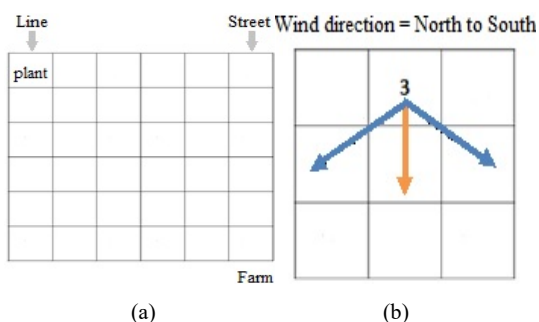 Line
Street
plant
Farm
(a)
Wind direction = North to South
3
(b)